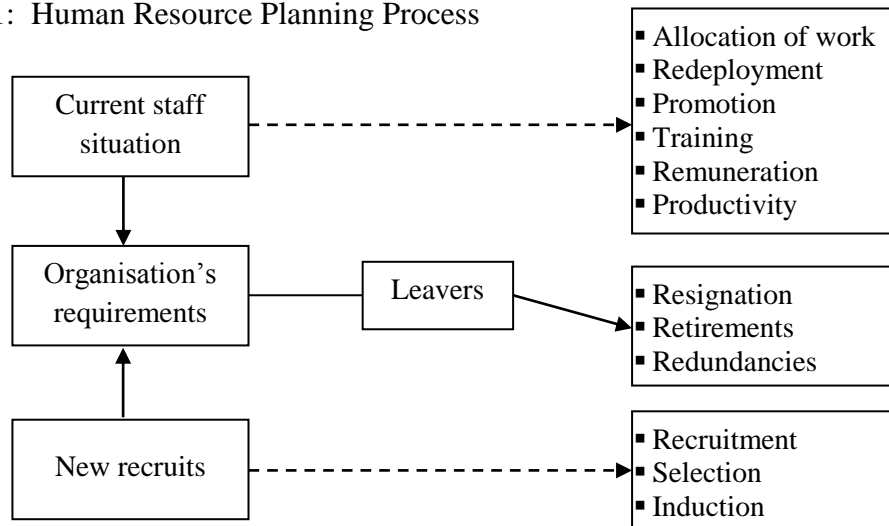 : Human Resource Planning Process
Current staff
situation
▪ Allocation of work
▪ Redeployment
▪ Promotion
▪ Training
▪ Remuneration
▪ Productivity
Organisation’s
requirements
Leavers
▪ Resignation
▪ Retirements
▪ Redundancies
New recruits
▪ Recruitment
▪ Selection
▪ Induction